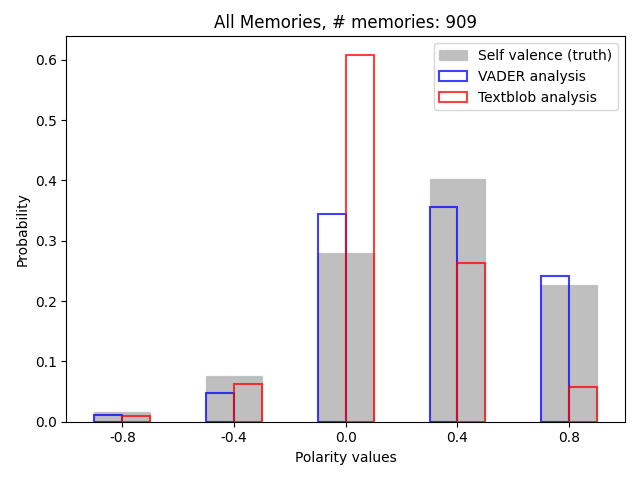 All Memories, # memories: 909
Self valence (truth)
VADER analysis
Textblob analysis
Probability
0.6
0.5
0.4
0.3
0.2
0.1
0.0
-0.8 -0.4 0.0 0.4 0.8
Polarity values